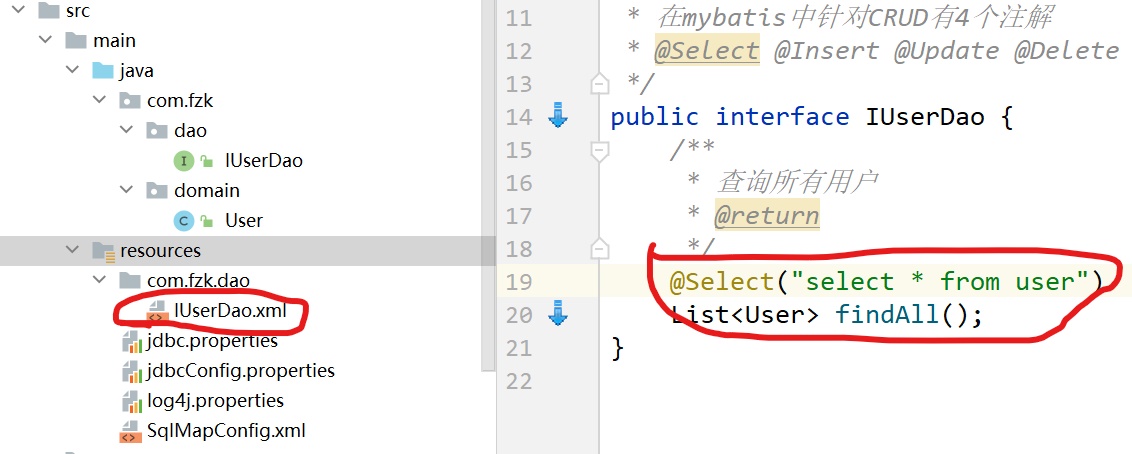 src
main
java
com.fzk
dao
IUserDao
domain
User
resources
com.fzk.dao
IUserDao.xml
jdbc.properties
jdbcConfig.properties
log4j.properties
SqlMapConfig.xml
11 * 在mybatis中针对CRUD有4个注解
12 * @Select @Insert @Update @Delete
13 */
14 public interface IUserDao {
15 /**
16 * 查询所有用户
17 * @return
18 */
19 @Select("select * from user")
20 List<User> findAll();
21 }
22